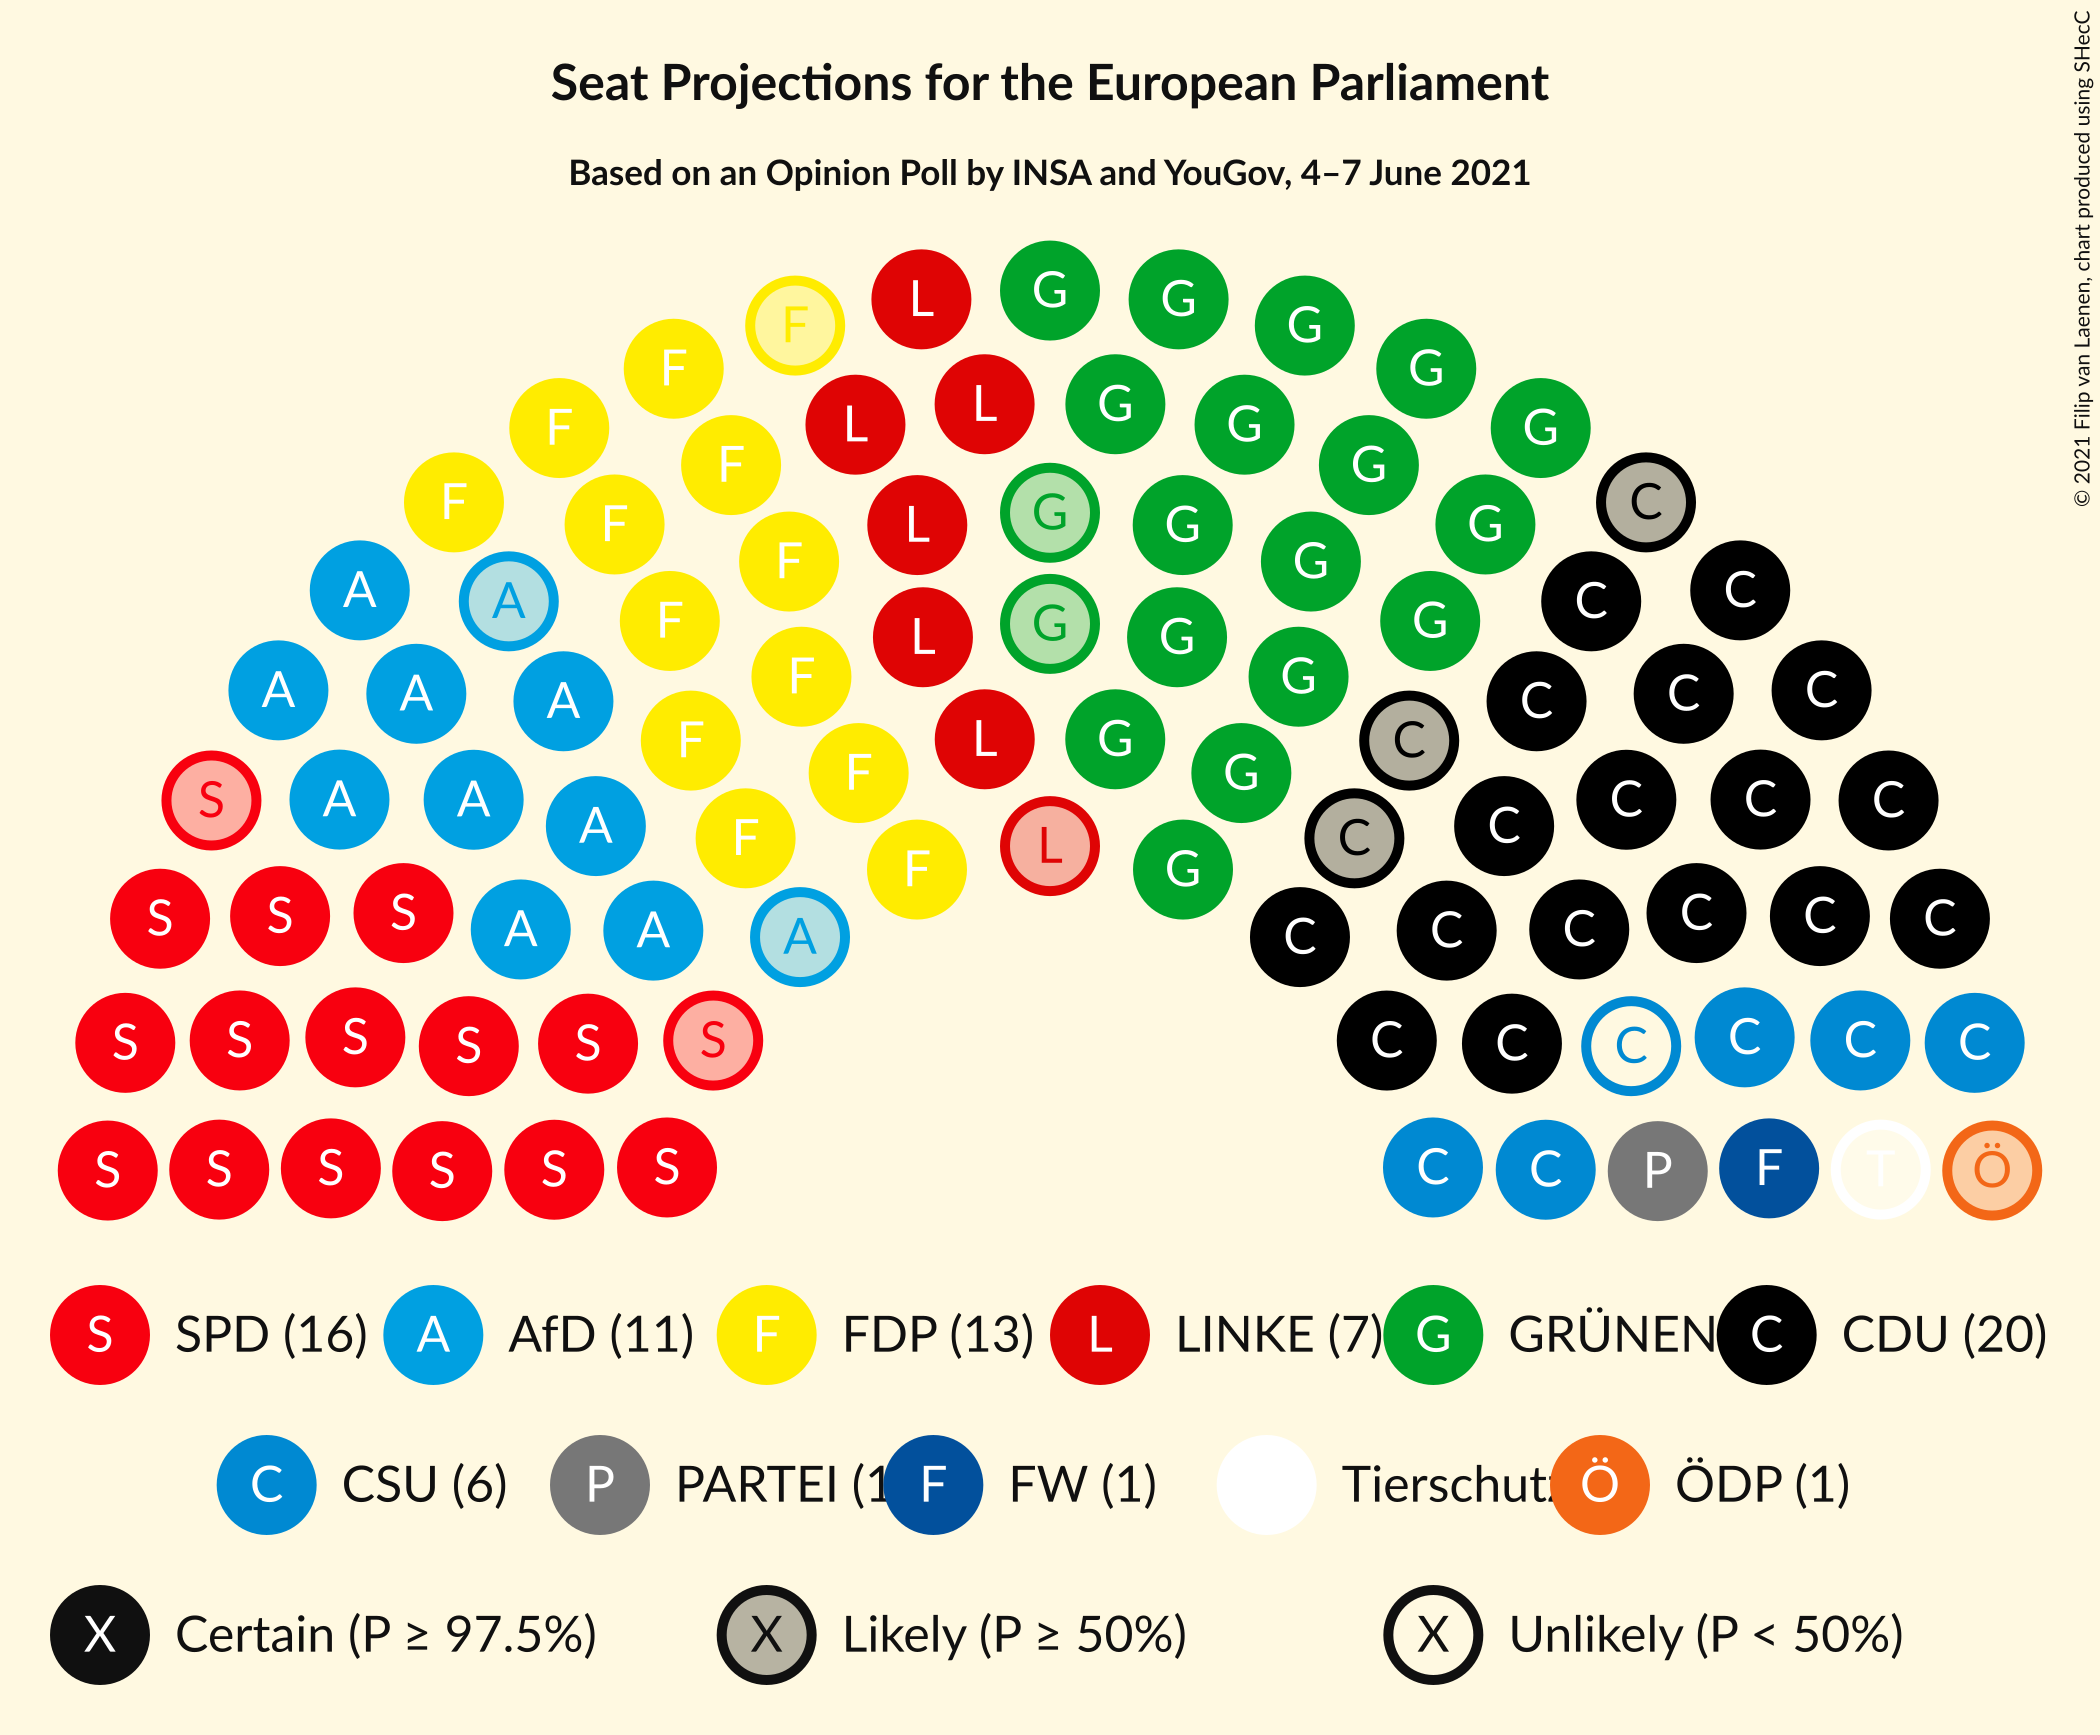 Seat Projections for the European Parliament
Based on an Opinion Poll by INSA and YouGov, 4–7 June 2021
© 2021 Filip van Laenen, chart produced using SHecC
L G G G
F G
F L L G G G
F F G G
F F L G G G C
A A F F L G G G G C C
A A A F F L G G C C C C
S A A A F F L G C C C C C
S S S A A A F L G C C C C C C C
S S S S S S C C C C C C
S S S S S S C C P F T Ö
S SPD (16) A AfD (11) F FDP (13) L LINKE (7) G GRÜNEN C CDU (20)
C CSU (6) P PARTEI (1 F FW (1) Tierschutz Ö ÖDP (1)
X Certain (P ≥ 97.5%) X Likely (P ≥ 50%) X Unlikely (P < 50%)